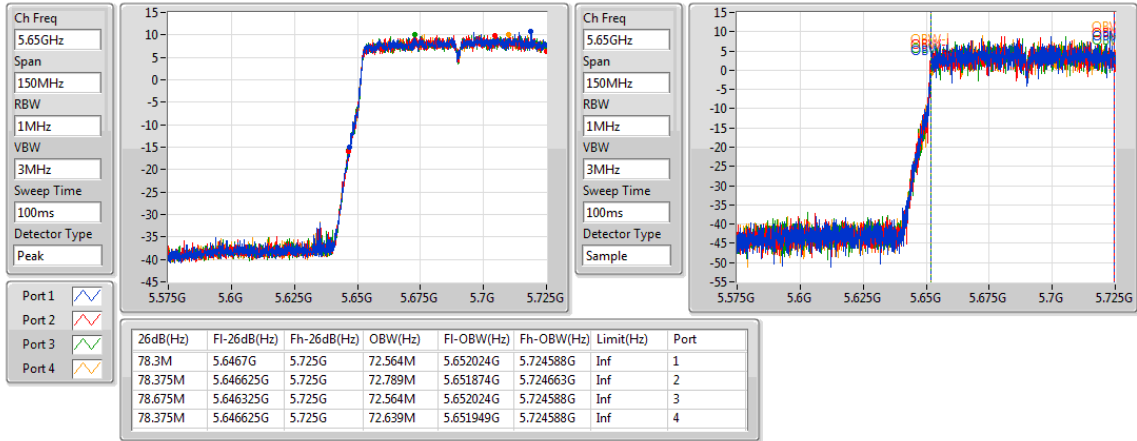 Ch Freq
5.65GHz
Span
150MHz
RBW
1MHz
VBW
3MHz
Sweep Time
100ms
Detector Type
Peak
15
10
5
0
-5
-10
-15
-20
-25
-30
-35
-40
-45
5.575G 5.6G 5.625G 5.65G 5.675G 5.7G 5.725G
Ch Freq
5.65GHz
Span
150MHz
RBW
1MHz
VBW
3MHz
Sweep Time
100ms
Detector Type
Sample
15
10
5
0
-5
-10
-15
-20
-25
-30
-35
-40
-45
-50
-55
5.575G 5.6G 5.625G 5.65G 5.675G 5.7G 5.725G
Port 1
Port 2
Port 3
Port 4
26dB(Hz) Fl-26dB(Hz) Fh-26dB(Hz) OBW(Hz) Fl-OBW(Hz) Fh-OBW(Hz) Limit(Hz) Port
78.3M 5.6467G 5.725G 72.564M 5.652024G 5.724588G Inf 1
78.375M 5.646625G 5.725G 72.789M 5.651874G 5.724663G Inf 2
78.675M 5.646325G 5.725G 72.564M 5.652024G 5.724588G Inf 3
78.375M 5.646625G 5.725G 72.639M 5.651949G 5.724588G Inf 4